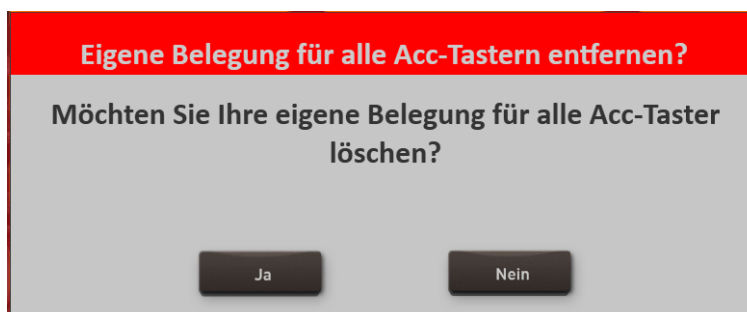 Eigene Belegung für alle Acc-Tastern entfernen?
Möchten Sie Ihre eigene Belegung für alle Acc-Taster
löschen?
Ja
Nein